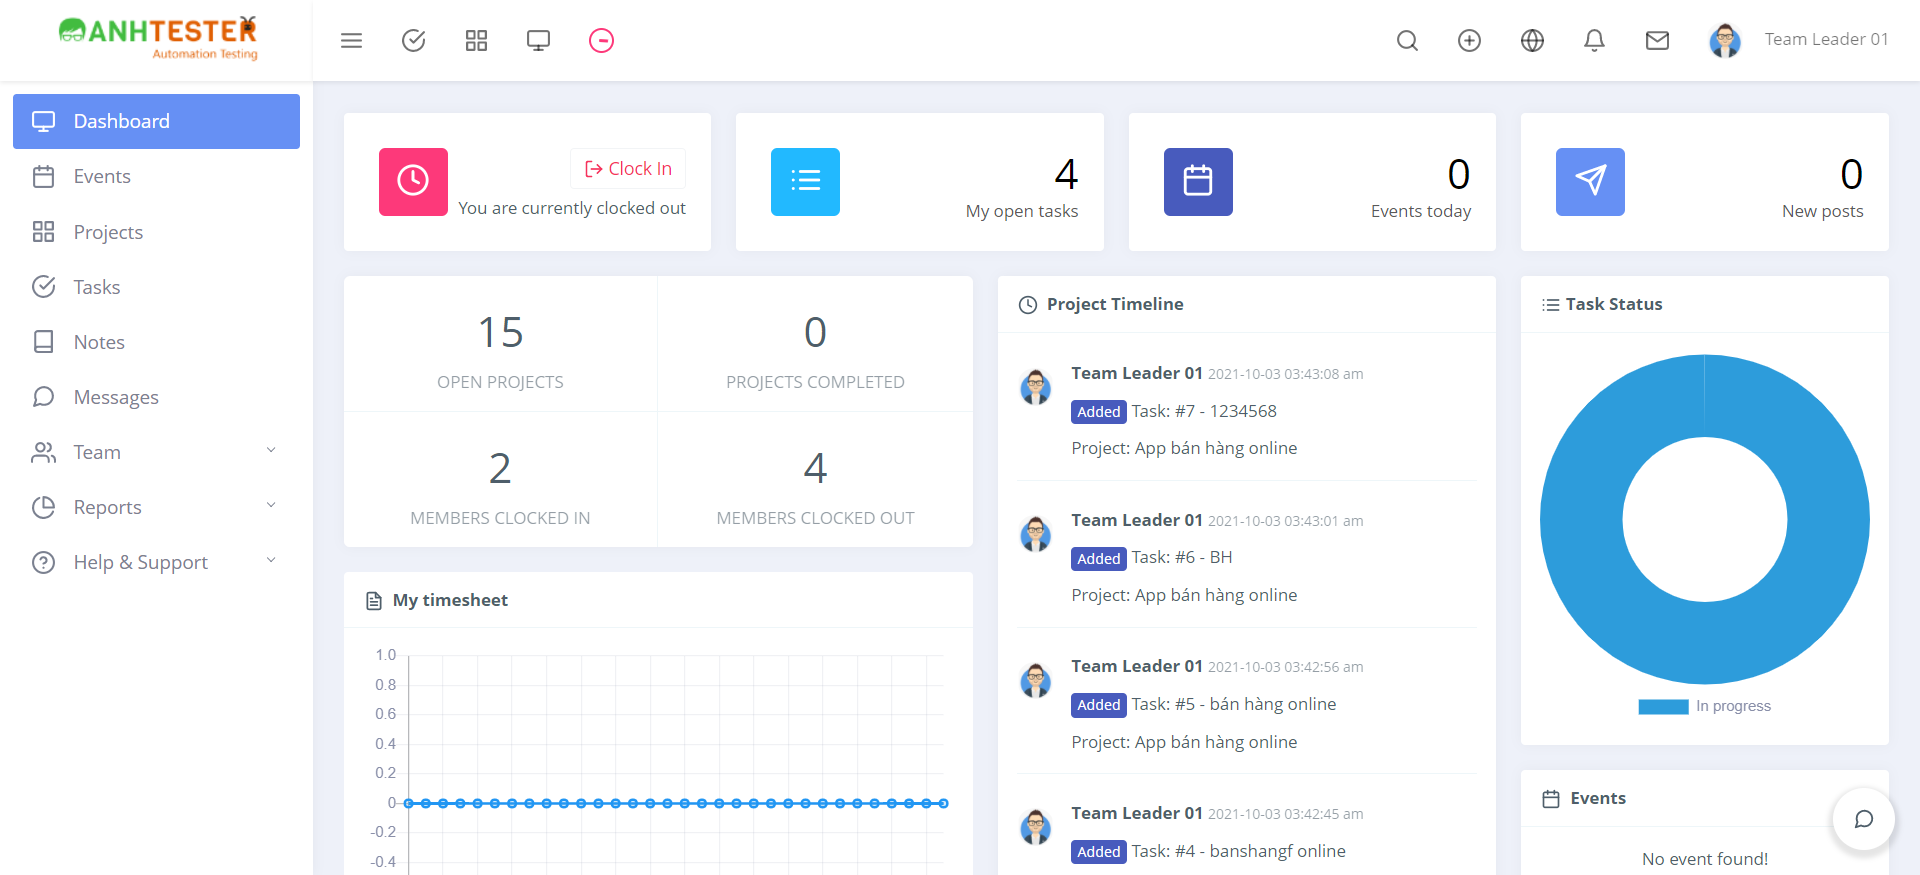 ANHTESTER
Automation Testing
Team Leader 01
Dashboard
Events
Projects
Tasks
Notes
Messages
Team
Reports
Help & Support
Clock In
You are currently clocked out
4
My open tasks
0
Events today
0
New posts
15
OPEN PROJECTS
0
PROJECTS COMPLETED
2
MEMBERS CLOCKED IN
4
MEMBERS CLOCKED OUT
My timesheet
1.0
0.8
0.6
0.4
0.2
0
-0.2
-0.4
Project Timeline
Team Leader 01 2021-10-03 03:43:08 am
Added Task: #7 - 1234568
Project: App bán hàng online
Team Leader 01 2021-10-03 03:43:01 am
Added Task: #6 - BH
Project: App bán hàng online
Team Leader 01 2021-10-03 03:42:56 am
Added Task: #5 - bán hàng online
Project: App bán hàng online
Team Leader 01 2021-10-03 03:42:45 am
Added Task: #4 - banshangf online
Task Status
In progress
Events
No event found!